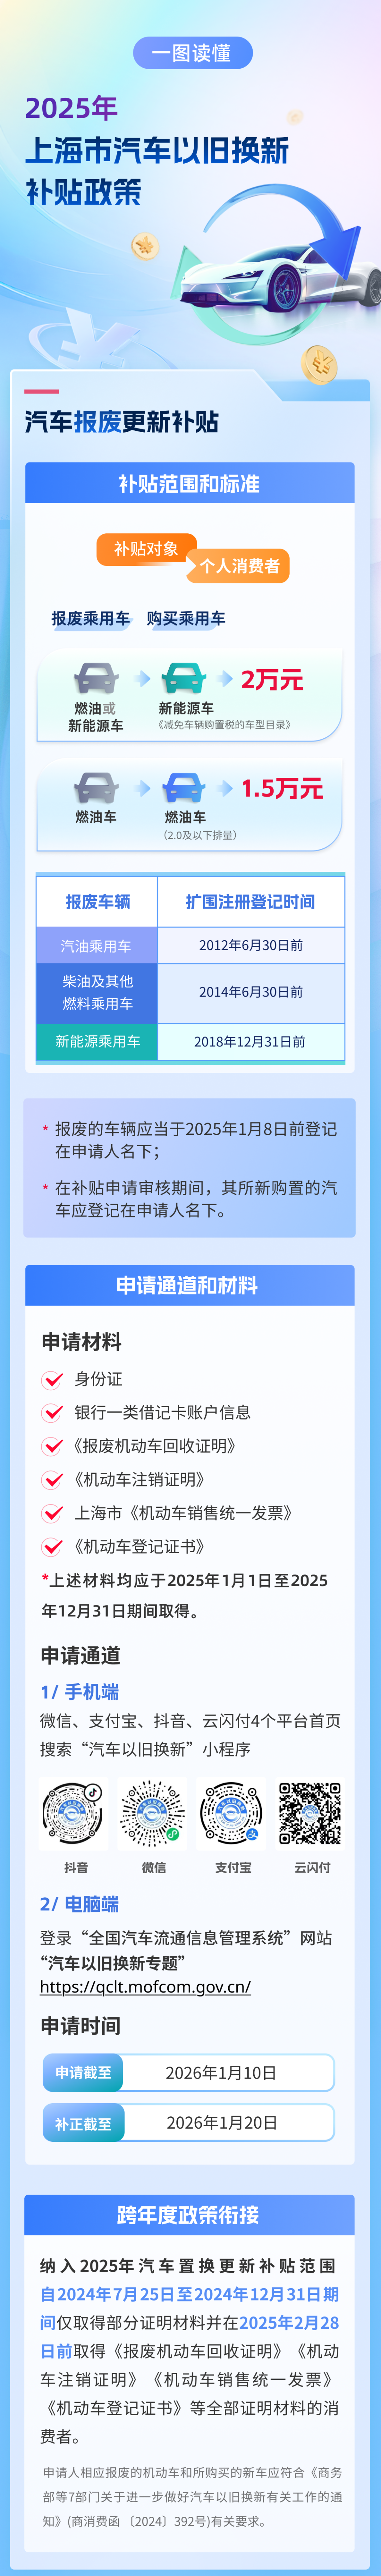 一图读懂
2025年
上海市汽车以旧换新
补贴政策
汽车报废更新补贴
补贴范围和标准
补贴对象
个人消费者
报废乘用车 购买乘用车
燃油或
新能源车
新能源车
《减免车辆购置税的车型目录》
2万元
燃油车
燃油车
（2.0及以下排量）
1.5万元
报废车辆 扩围注册登记时间
汽油乘用车 2012年6月30日前
柴油及其他
燃料乘用车
2014年6月30日前
新能源乘用车 2018年12月31日前
* 报废的车辆应当于2025年1月8日前登记
在申请人名下；
* 在补贴申请审核期间，其所新购置的汽
车应登记在申请人名下。
申请通道和材料
申请材料
身份证
银行一类借记卡账户信息
《报废机动车回收证明》
《机动车注销证明》
上海市《机动车销售统一发票》
《机动车登记证书》
*上述材料均应于2025年1月1日至2025
年12月31日期间取得。
申请通道
1/ 手机端
微信、支付宝、抖音、云闪付4个平台首页
搜索“汽车以旧换新”小程序
抖音 微信 支付宝 云闪付
2/ 电脑端
登录“全国汽车流通信息管理系统”网站
“汽车以旧换新专题”
https://qclt.mofcom.gov.cn/
申请时间
申请截至 2026年1月10日
补正截至 2026年1月20日
跨年度政策衔接
纳入2025年汽车置换更新补贴范围
自2024年7月25日至2024年12月31日期
间仅取得部分证明材料并在2025年2月28
日前取得《报废机动车回收证明》《机动
车注销证明》《机动车销售统一发票》
《机动车登记证书》等全部证明材料的消
费者。
申请人相应报废的机动车和所购买的新车应符合《商务
部等7部门关于进一步做好汽车以旧换新有关工作的通
知》(商消费函〔2024〕392号)有关要求。